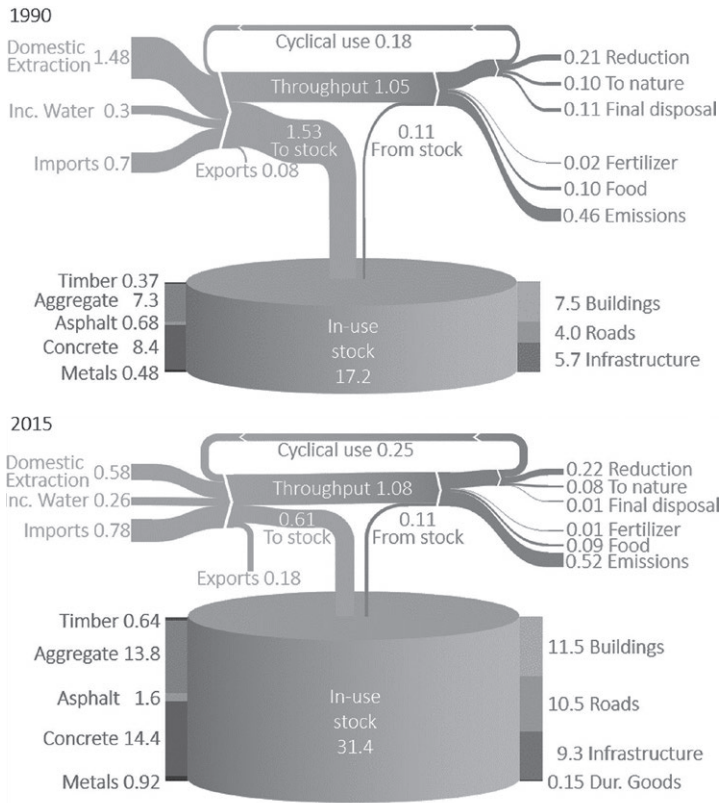 1990
Cyclical use 0.18
Domestic
Extraction 1.48
Throughput 1.05
0.21 Reduction
0.10 To nature
0.11 Final disposal
Inc. Water 0.3
1.53
To stock
0.11
From stock
Imports 0.7
Exports 0.08
0.02 Fertilizer
0.10 Food
0.46 Emissions
Timber 0.37
Aggregate 7.3
Asphalt 0.68
Concrete 8.4
Metals 0.48
In-use
stock
17.2
7.5 Buildings
4.0 Roads
5.7 Infrastructure
2015
Cyclical use 0.25
Domestic
Extraction 0.58
Throughput 1.08
0.22 Reduction
0.08 To nature
0.01 Final disposal
nc. Water 0.26
0.61
To stock
0.11
From stock
Imports 0.78
Exports 0.18
0.01 Fertilizer
0.09 Food
0.52 Emissions
Timber 0.64
Aggregate 13.8
Asphalt 1.6
Concrete 14.4
Metals 0.92
In-use
stock
31.4
11.5 Buildings
10.5 Roads
9.3 Infrastructure
0.15 Dur. Goods